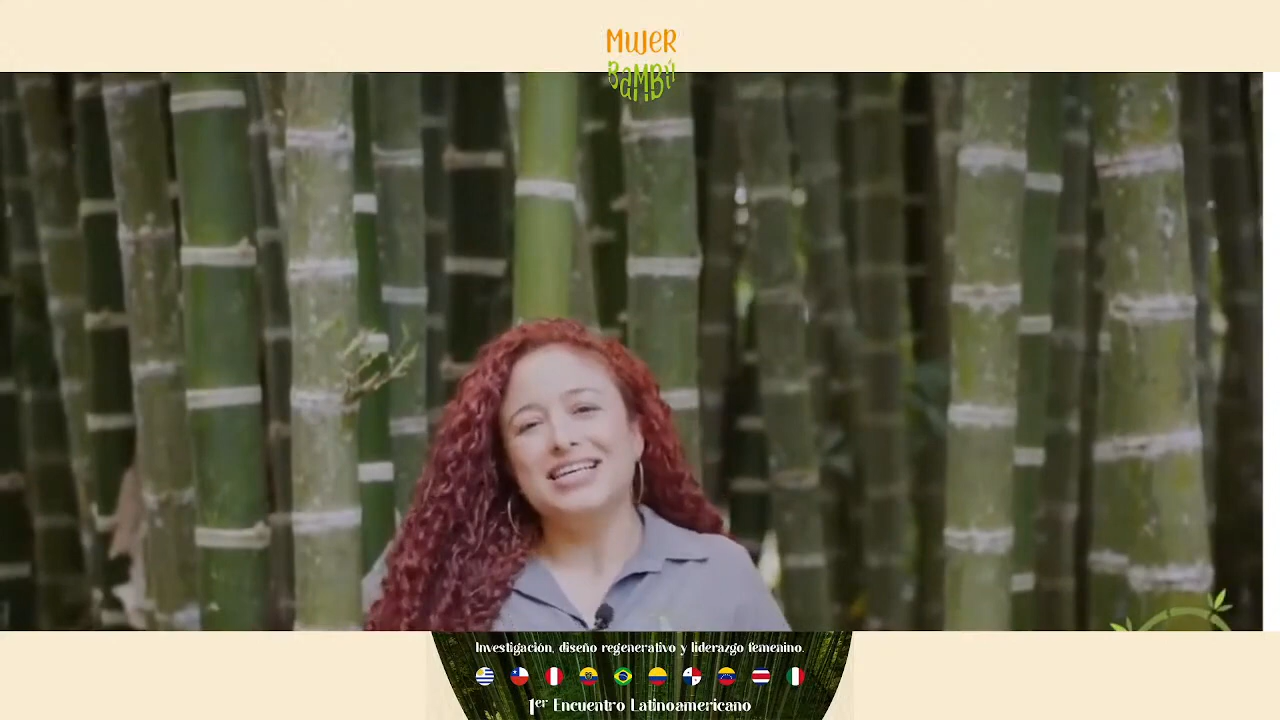 MUJER
BAMBÚ
Investigación, diseño regenerativo y liderazgo femenino.
1er Encuentro Latinoamericano